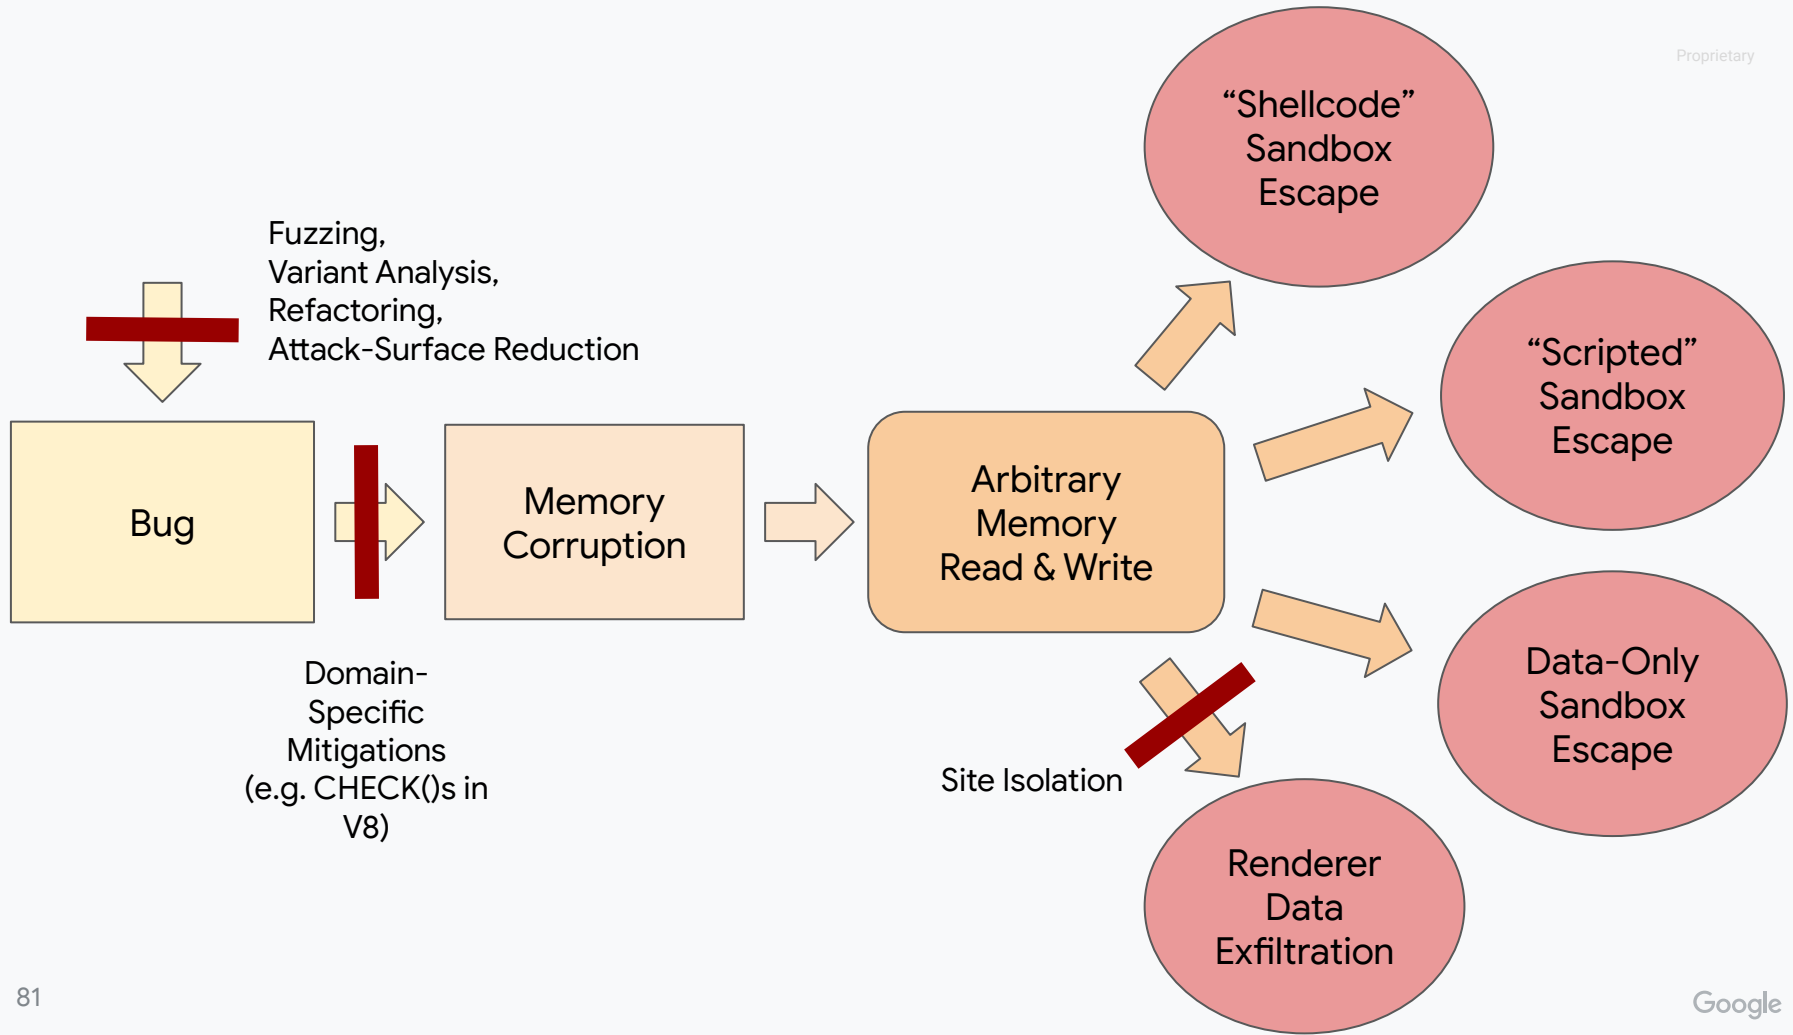 Proprietary
“Shellcode”
Sandbox
Escape
Fuzzing,
Variant Analysis,
Refactoring,
Attack-Surface Reduction
“Scripted”
Sandbox
Escape
Bug
Memory
Corruption
Arbitrary
Memory
Read & Write
Domain-
Specific
Mitigations
(e.g. CHECK()s in
V8)
Data-Only
Sandbox
Escape
Site Isolation
Renderer
Data
Exfiltration
81
Google